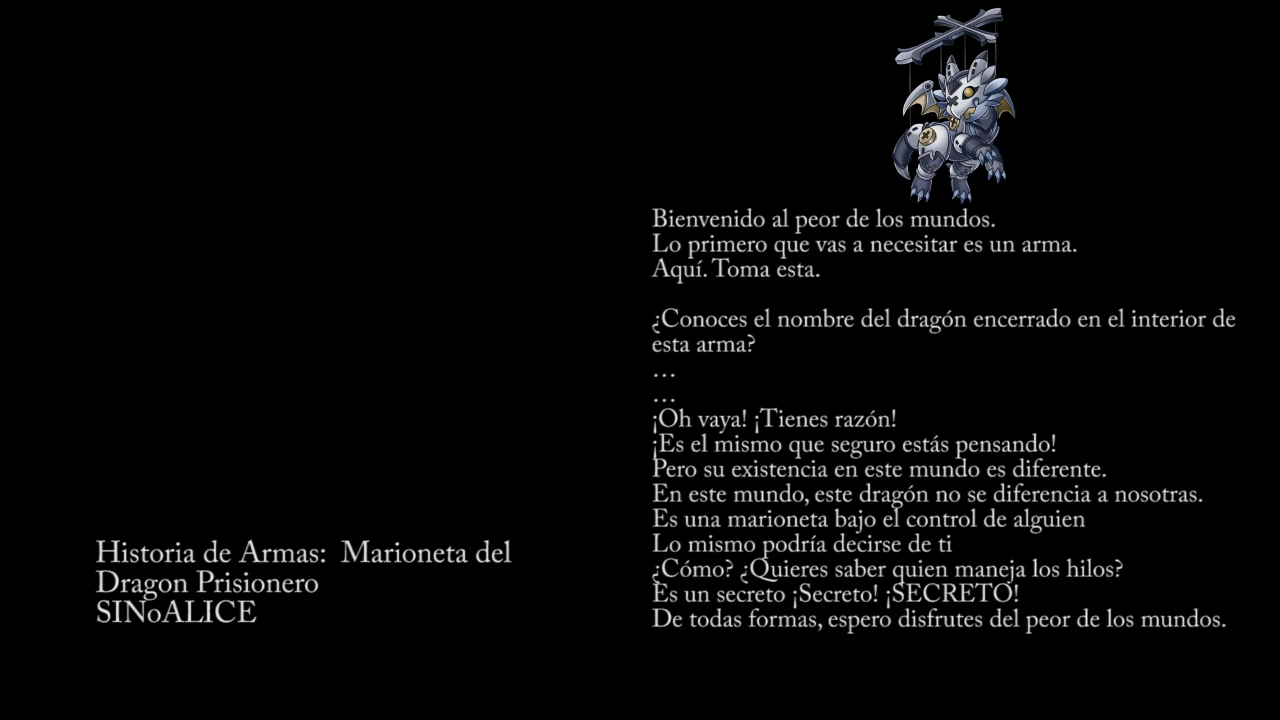 Bienvenido al peor de los mundos.
Lo primero que vas a necesitar es un arma.
Aquí. Toma esta.
¿Conoces el nombre del dragón encerrado en el interior de
esta arma?
...
...
¡Oh vaya! ¡Tienes razón!
¡Es el mismo que seguro estás pensando!
Pero su existencia en este mundo es diferente.
En este mundo, este dragón no se diferencia a nosotras.
Es una marioneta bajo el control de alguien
Lo mismo podría decirse de ti
¿Cómo? ¿Quieres saber quien maneja los hilos?
Es un secreto ¡Secreto! ¡SECRETO!
De todas formas, espero disfrutes del peor de los mundos.
Historia de Armas:  Marioneta del
Dragon Prisionero
SINoALICE